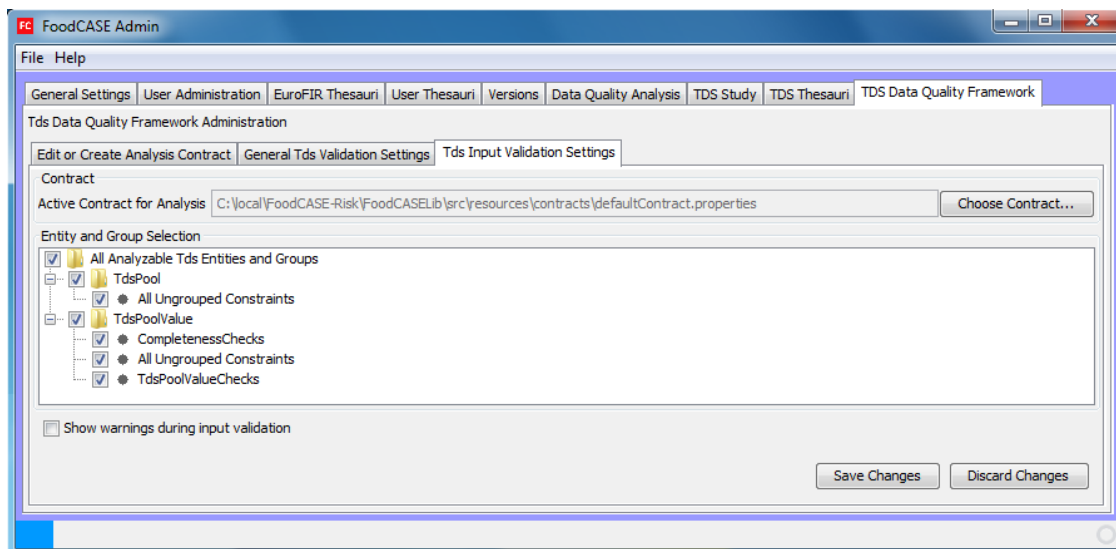 FC FoodCASE Admin
File Help
General Settings User Administration EuroFIR Thesauri User Thesauri Versions Data Quality Analysis TDS Study TDS Thesauri TDS Data Quality Framework
Tds Data Quality Framework Administration
Edit or Create Analysis Contract General Tds Validation Settings Tds Input Validation Settings
Contract
Active Contract for Analysis C:\local\FoodCASE-Risk\FoodCASELib\src\resources\contracts\defaultContract.properties Choose Contract...
Entity and Group Selection
All Analyzable Tds Entities and Groups
TdsPool
All Ungrouped Constraints
TdsPoolValue
CompletenessChecks
All Ungrouped Constraints
TdsPoolValueChecks
Show warnings during input validation
Save Changes Discard Changes